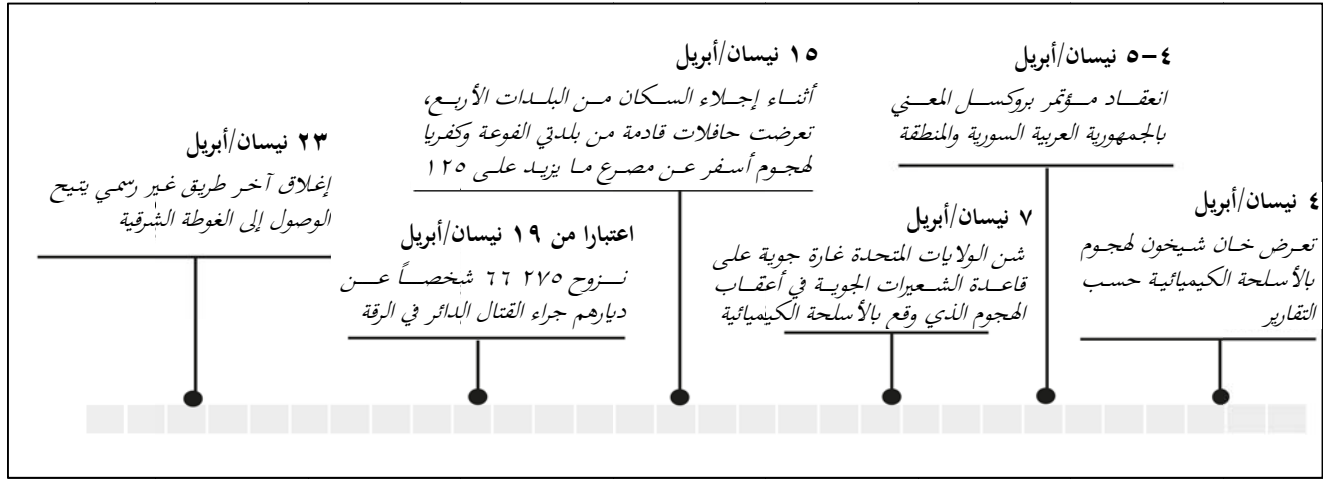 ٤ نيسان/أبريل
تعرض خان شيخون لهجوم
بالأسلحة الكيميائية حسب
التقارير
٤-٥ نيسان/أبريل
انعقاد مؤتمر بروكسل المعني
بالجمهورية العربية السورية والمنطقة
٧ نيسان/أبريل
شن الولايات المتحدة غارة جوية على
قاعدة الشعيرات الجوية في أعقاب
الهجوم الذي وقع بالأسلحة الكيميائية
١٥ نيسان/أبريل
أثناء إجلاء السكان من البلدات الأربع،
تعرضت حافلات قادمة من بلدتي الفوعة وكفريا
لهجوم أسفر عن مصرع ما يزيد على ١٢٥
اعتبارا من ١٩ نيسان/أبريل
نزوح ٢٧٥ ٦٦ شخصاً عن
ديارهم جراء القتال الدائر في الرقة
٢٣ نيسان/أبريل
إغلاق آخر طريق غير رسمي يتيح
الوصول إلى الغوطة الشرقية